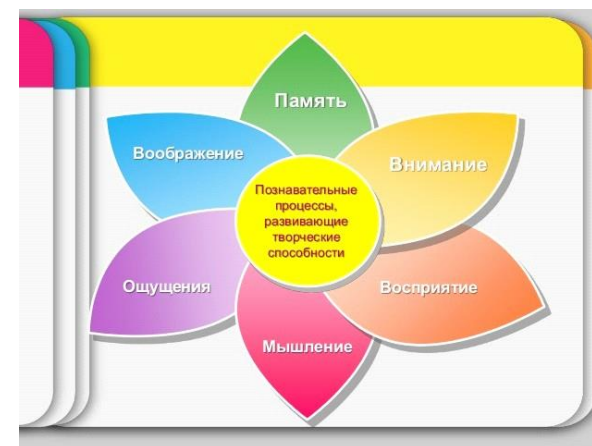 Память
Воображение
Внимание
Познавательные
процессы,
развивающие
творческие
способности
Ощущения
Восприятие
Мышление